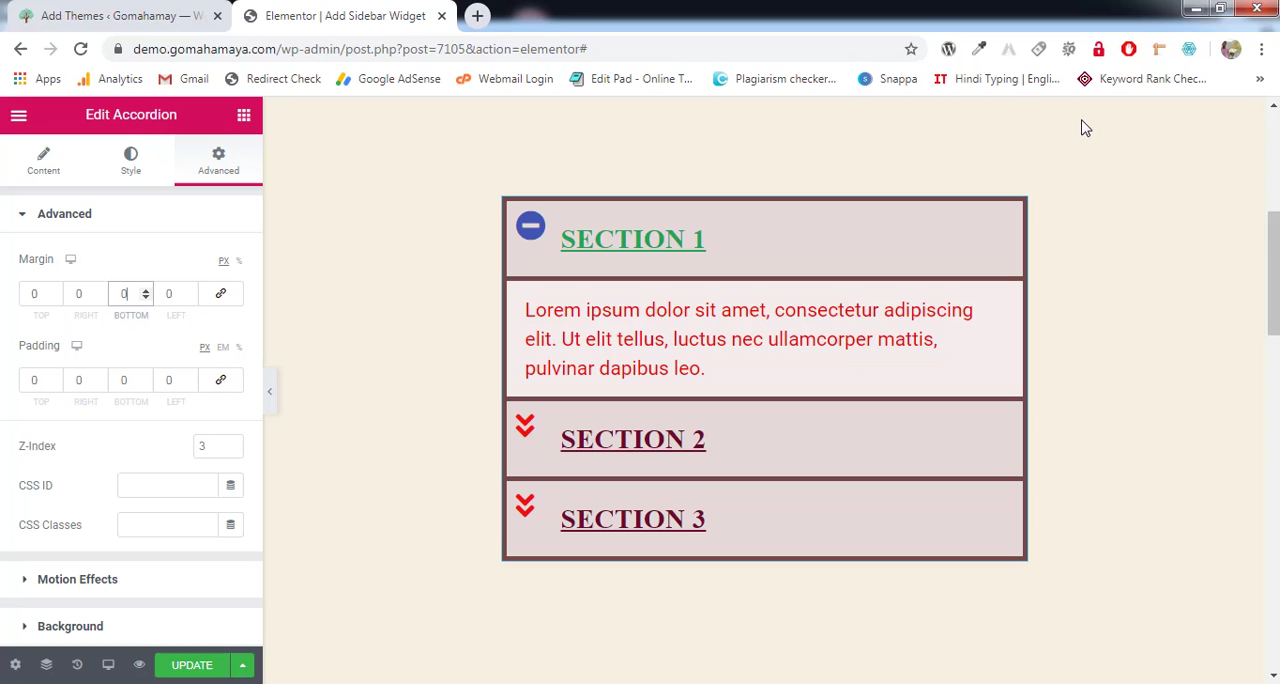 Add Themes ‹ Gomahamay — W
Elementor | Add Sidebar Widget
demo.gomahamaya.com/wp-admin/post.php?post=7105&action=elementor#
Apps
Analytics
Gmail
Redirect Check
Google AdSense
Webmail Login
Edit Pad - Online T...
Plagiarism checker...
Snappa
IT Hindi Typing | Engli...
Keyword Rank Chec...
»
Edit Accordion
Content
Style
Advanced
Advanced
Margin
PX %
0 0 0 0
TOP RIGHT BOTTOM LEFT
Padding
PX EM %
0 0 0 0
TOP RIGHT BOTTOM LEFT
Z-Index 3
CSS ID
CSS Classes
Motion Effects
Background
UPDATE
SECTION 1
Lorem ipsum dolor sit amet, consectetur adipiscing
elit. Ut elit tellus, luctus nec ullamcorper mattis,
pulvinar dapibus leo.
SECTION 2
SECTION 3